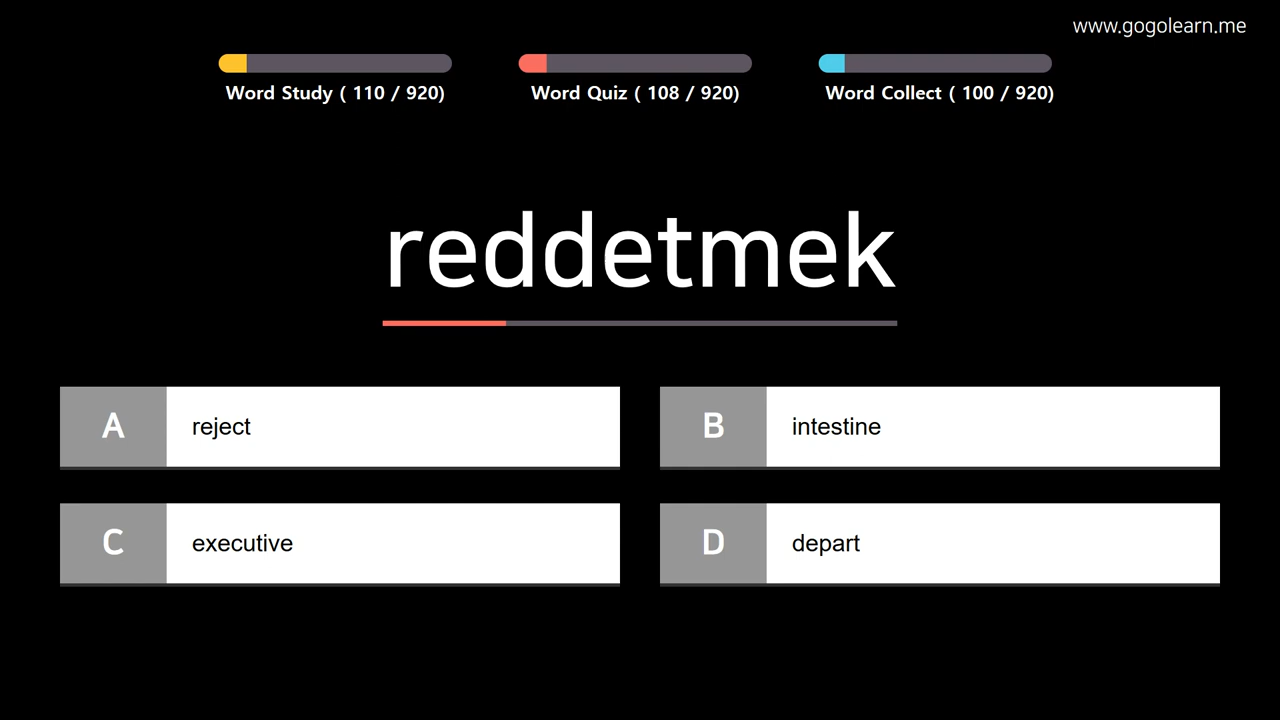 www.gogolearn.me
Word Study ( 110 / 920)
Word Quiz ( 108 / 920)
Word Collect ( 100 / 920)
reddetmek
A reject
B intestine
C executive
D depart